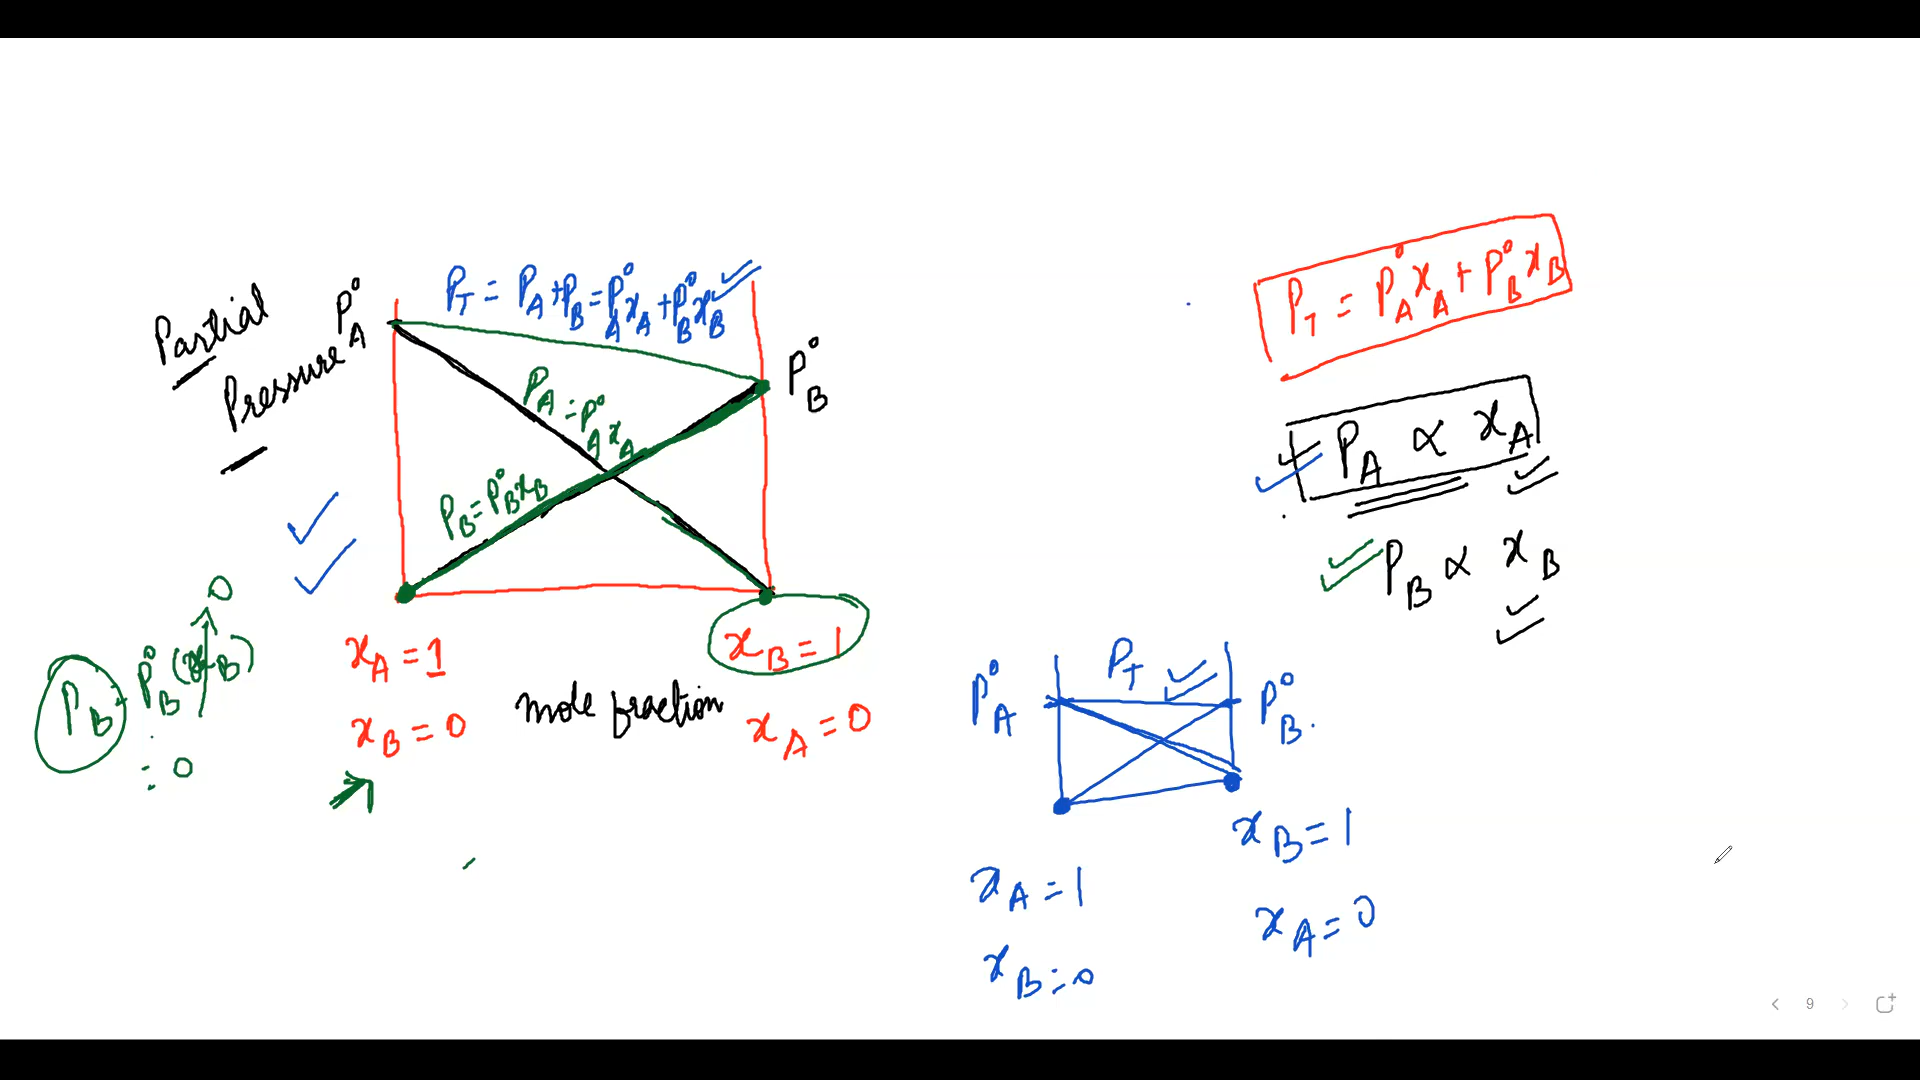 Partial
Pressure
P°A
PT = PA + PB = P°A xA + P°B xB
P°B
PA = P°A xA
PB = P°B xB
xA = 1
xB = 0
mole fraction
xB = 1
xA = 0
PB = P°B (xB) 0
= 0
PT = P°A xA + P°B xB
PA ∝ xA
PB ∝ xB
P°A
PT
P°B
xA = 1
xB = 0
xB = 1
xA = 0
9